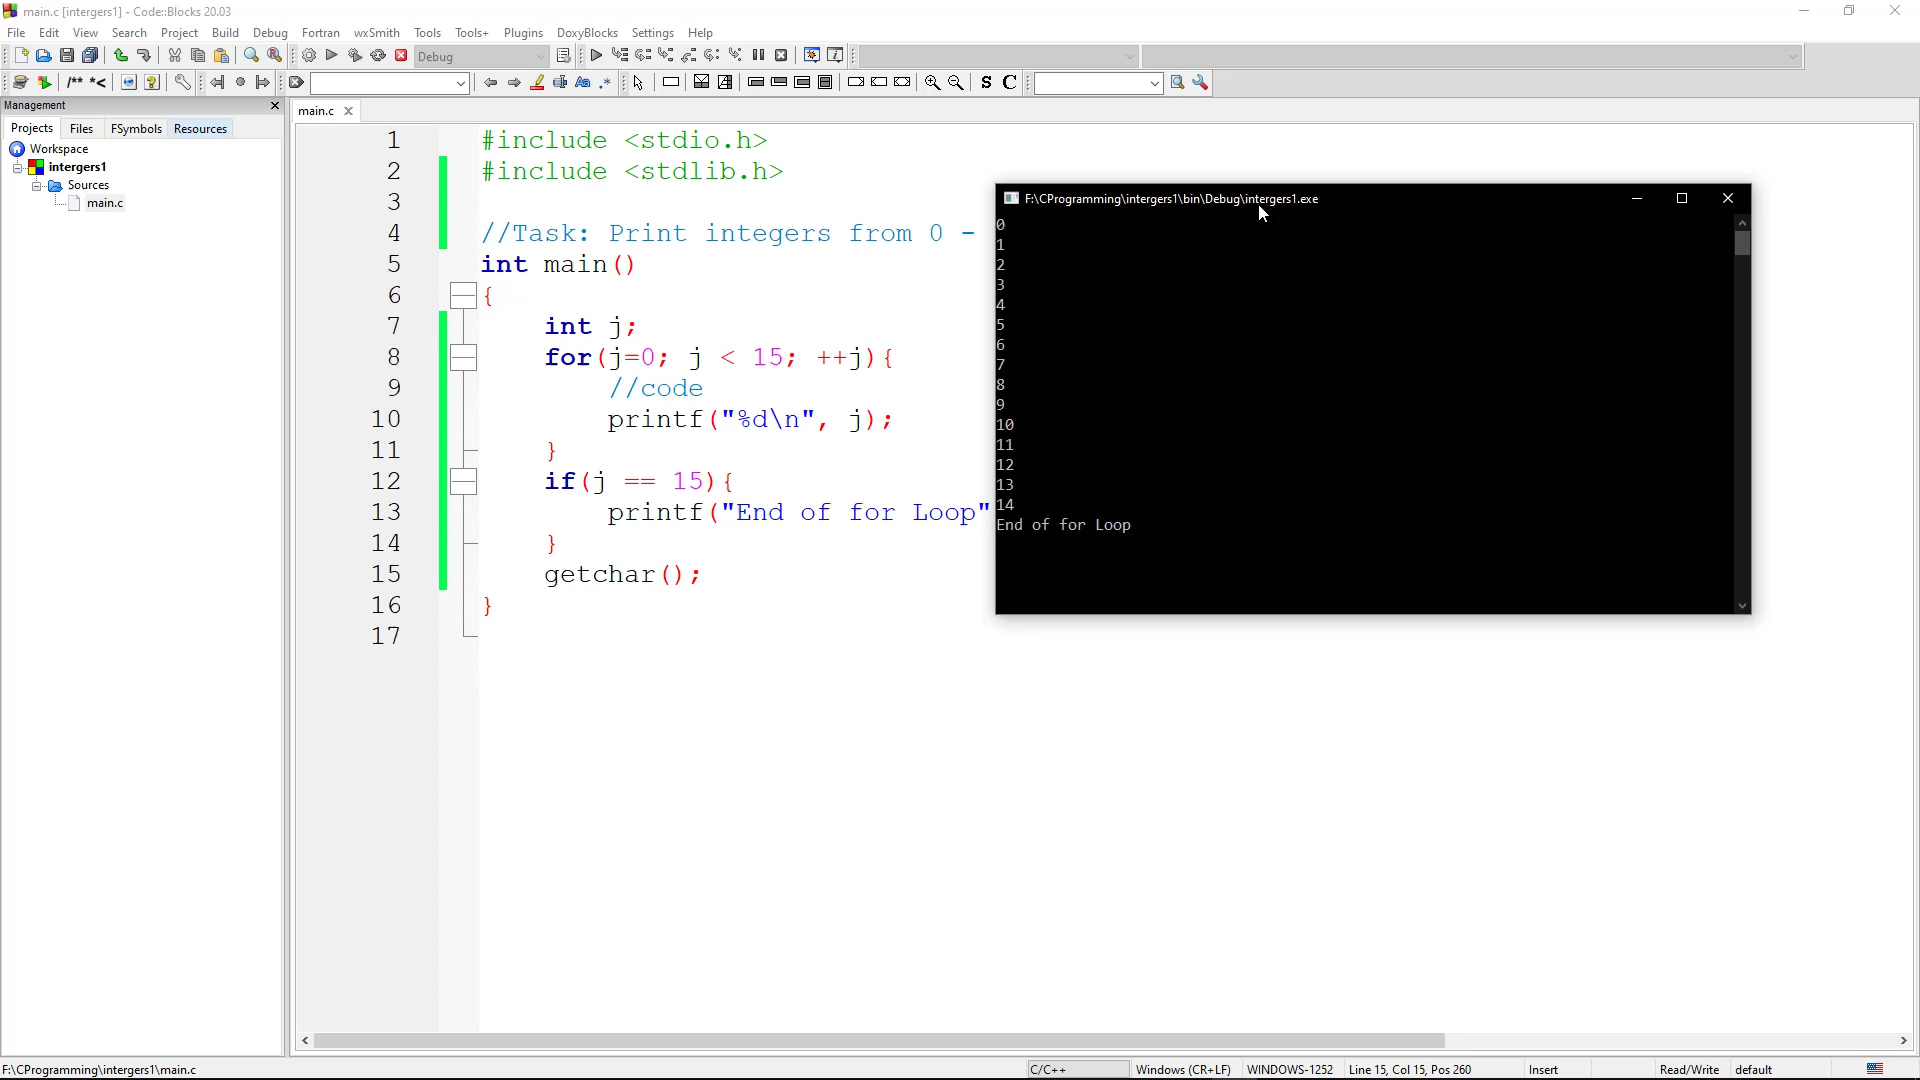 main.c [intergers1] - Code::Blocks 20.03
File Edit View Search Project Build Debug Fortran wxSmith Tools Tools+ Plugins DoxyBlocks Settings Help
Debug
/** *< Aa .* S C
Management
Projects Files FSymbols Resources
Workspace
intergers1
Sources
main.c
main.c
1 #include <stdio.h>
2 #include <stdlib.h>
3
4 //Task: Print integers from 0 -
5 int main()
6 {
7 int j;
8 for(j=0; j < 15; ++j){
9 //code
10 printf("%d\n", j);
11 }
12 if(j == 15){
13 printf("End of for Loop"
14 }
15 getchar();
16 }
17
F:\CProgramming\intergers1\bin\Debug\intergers1.exe
0
1
2
3
4
5
6
7
8
9
10
11
12
13
14
End of for Loop
F:\CProgramming\intergers1\main.c C/C++ Windows (CR+LF) WINDOWS-1252 Line 15, Col 15, Pos 260 Insert Read/Write default